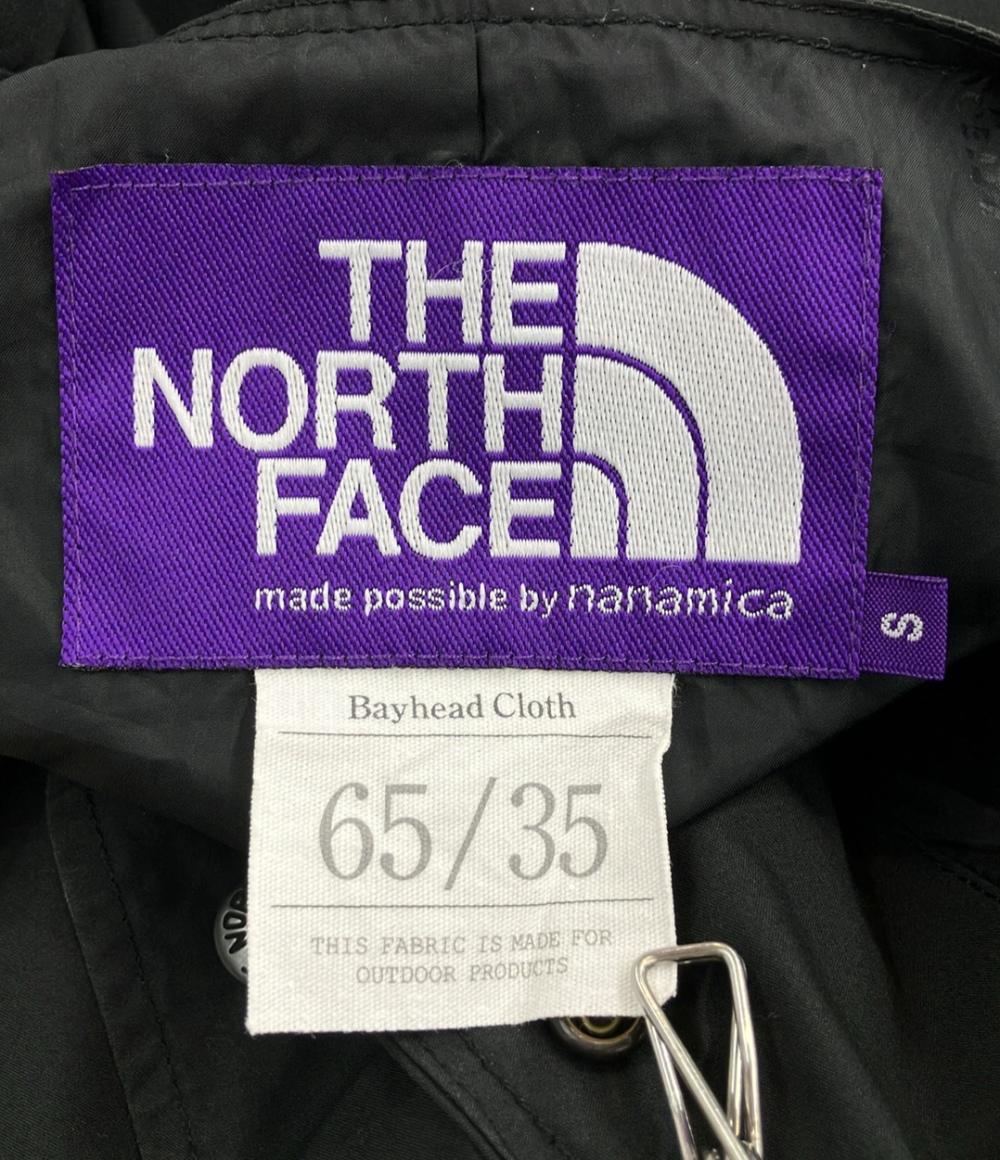 THE
NORTH
FACE
made possible by nanamica
S
Bayhead Cloth
65/35
THIS FABRIC IS MADE FOR
OUTDOOR PRODUCTS